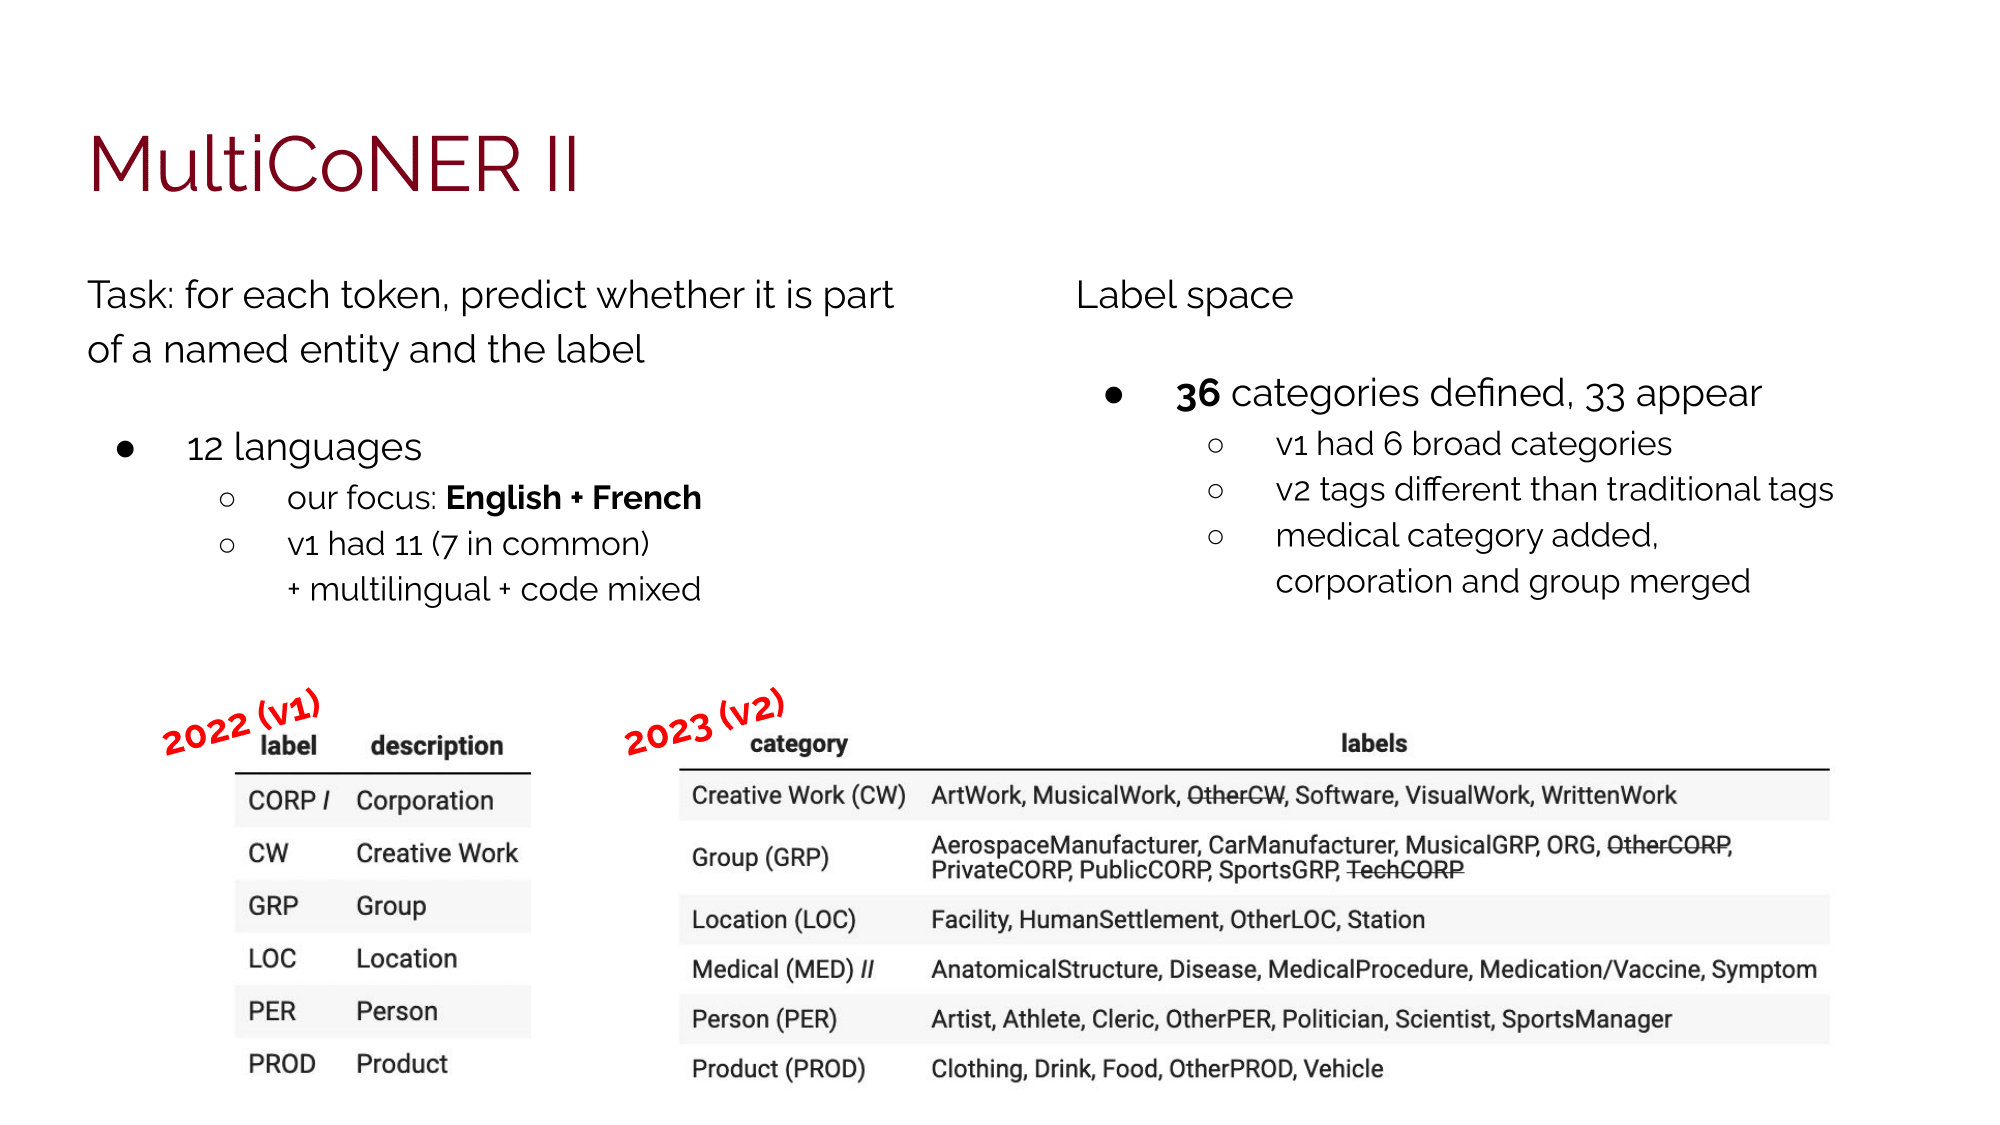 MultiCoNER II
Task: for each token, predict whether it is part
of a named entity and the label
● 12 languages
○ our focus: English + French
○ v1 had 11 (7 in common)
+ multilingual + code mixed
Label space
● 36 categories defined, 33 appear
○ v1 had 6 broad categories
○ v2 tags different than traditional tags
○ medical category added,
corporation and group merged
2022 (v1)
label description
CORP I Corporation
CW Creative Work
GRP Group
LOC Location
PER Person
PROD Product
2023 (v2)
category labels
Creative Work (CW) ArtWork, MusicalWork, OtherCW, Software, VisualWork, WrittenWork
Group (GRP) AerospaceManufacturer, CarManufacturer, MusicalGRP, ORG, OtherCORP,
PrivateCORP, PublicCORP, SportsGRP, TechCORP
Location (LOC) Facility, HumanSettlement, OtherLOC, Station
Medical (MED) II AnatomicalStructure, Disease, MedicalProcedure, Medication/Vaccine, Symptom
Person (PER) Artist, Athlete, Cleric, OtherPER, Politician, Scientist, SportsManager
Product (PROD) Clothing, Drink, Food, OtherPROD, Vehicle